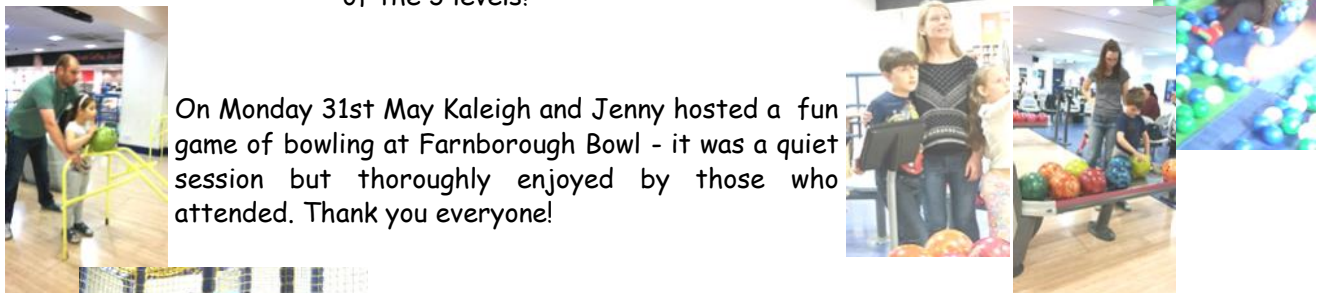 of the 3 levels!
On Monday 31st May Kaleigh and Jenny hosted a fun
game of bowling at Farnborough Bowl - it was a quiet
session but thoroughly enjoyed by those who
attended. Thank you everyone!